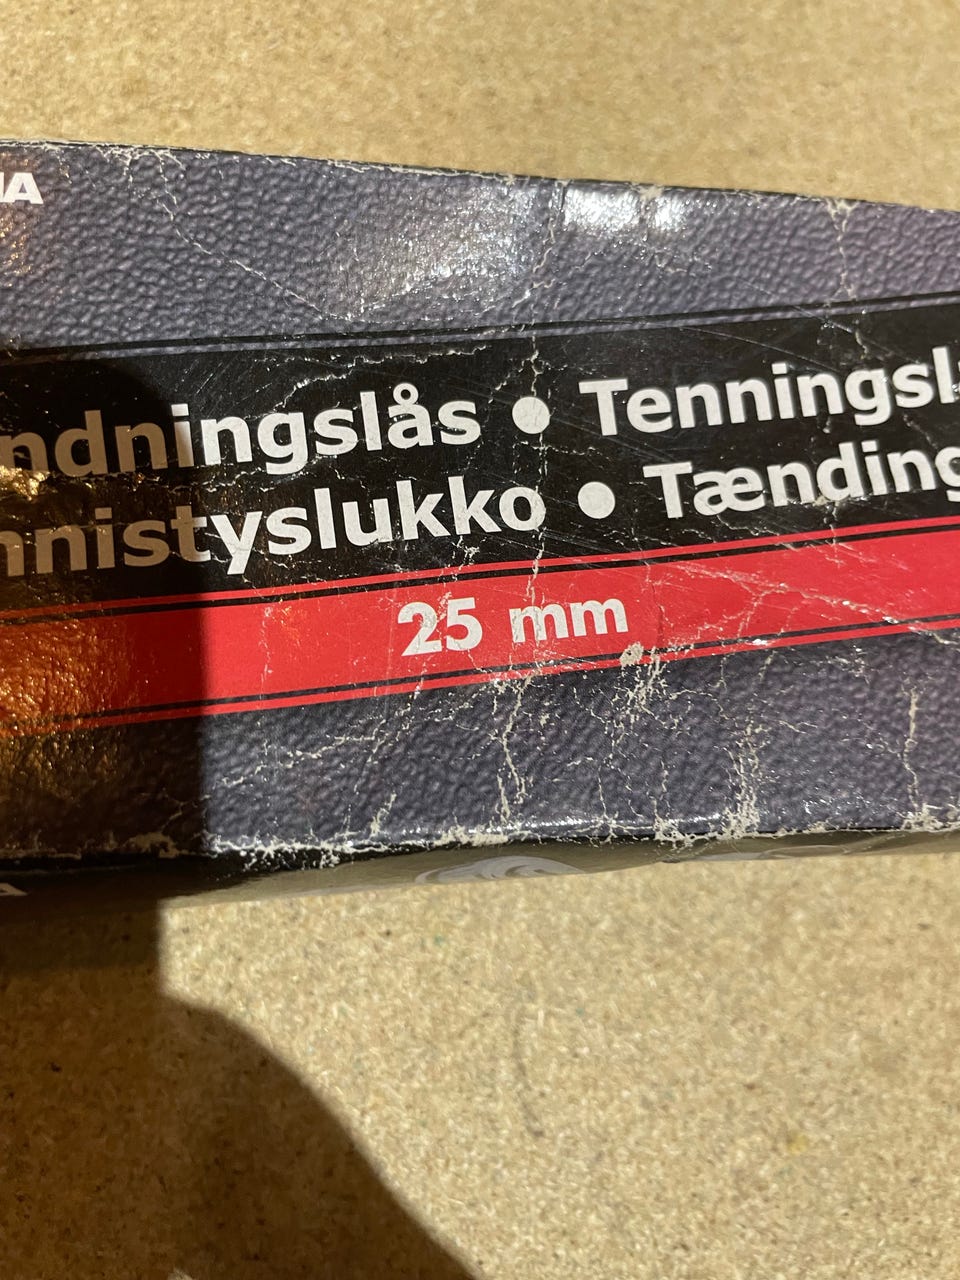 ndningslås • Tenningsl
nnistyslukko • Tænding
25 mm